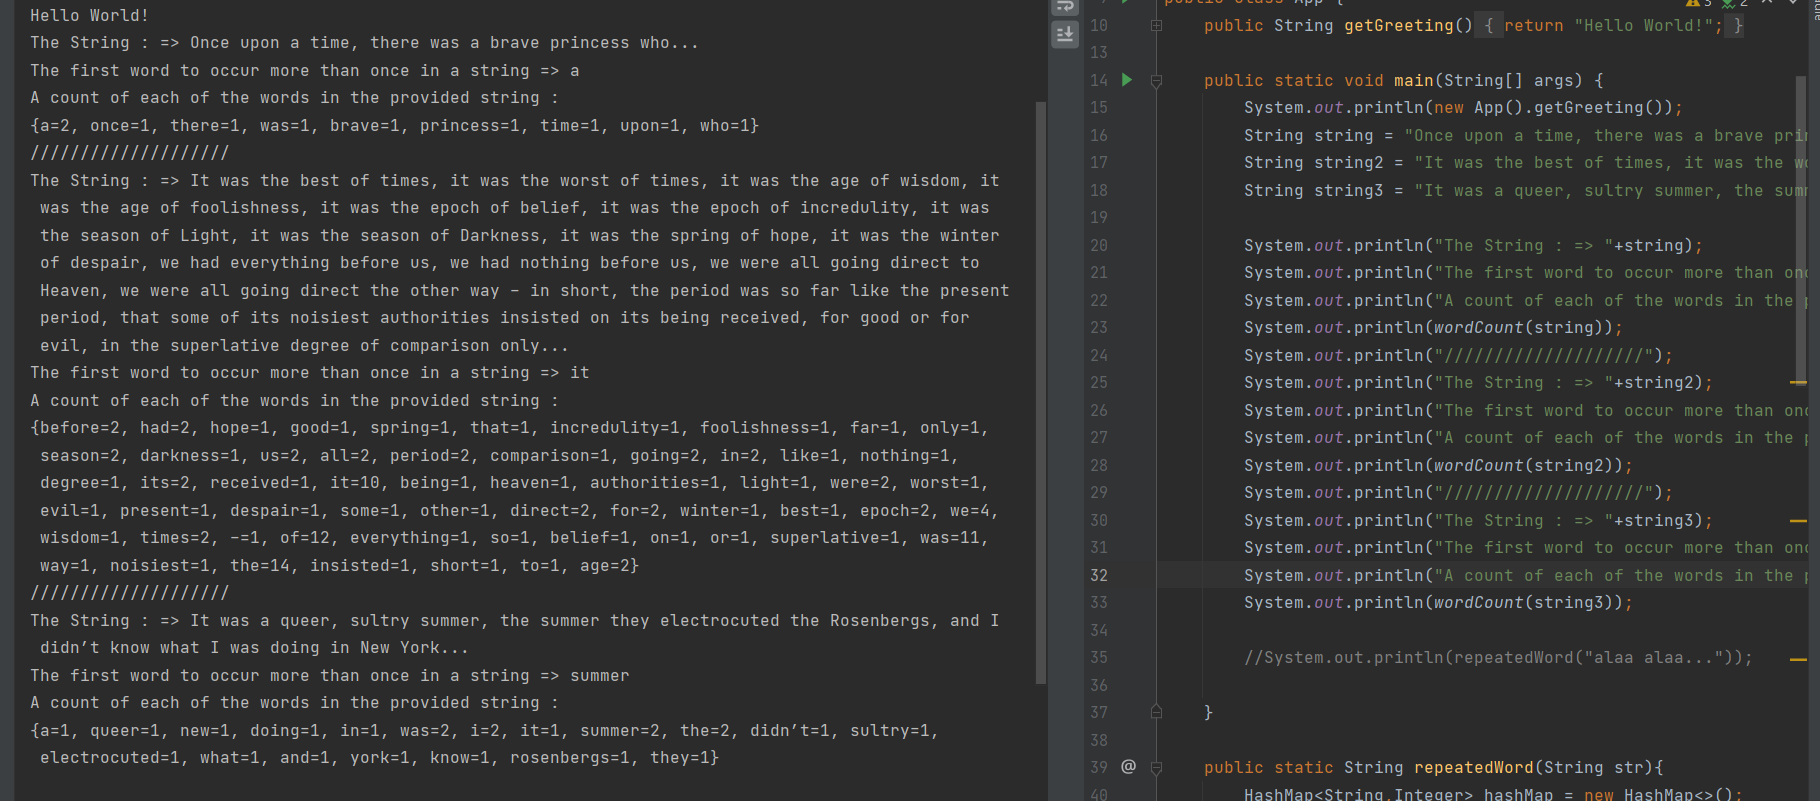 Hello World!
The String : => Once upon a time, there was a brave princess who...
The first word to occur more than once in a string => a
A count of each of the words in the provided string :
{a=2, once=1, there=1, was=1, brave=1, princess=1, time=1, upon=1, who=1}
////////////////////
The String : => It was the best of times, it was the worst of times, it was the age of wisdom, it
was the age of foolishness, it was the epoch of belief, it was the epoch of incredulity, it was
the season of Light, it was the season of Darkness, it was the spring of hope, it was the winter
of despair, we had everything before us, we had nothing before us, we were all going direct to
Heaven, we were all going direct the other way – in short, the period was so far like the present
period, that some of its noisiest authorities insisted on its being received, for good or for
evil, in the superlative degree of comparison only...
The first word to occur more than once in a string => it
A count of each of the words in the provided string :
{before=2, had=2, hope=1, good=1, spring=1, that=1, incredulity=1, foolishness=1, far=1, only=1,
season=2, darkness=1, us=2, all=2, period=2, comparison=1, going=2, in=2, like=1, nothing=1,
degree=1, its=2, received=1, it=10, being=1, heaven=1, authorities=1, light=1, were=2, worst=1,
evil=1, present=1, despair=1, some=1, other=1, direct=2, for=2, winter=1, best=1, epoch=2, we=4,
wisdom=1, times=2, –=1, of=12, everything=1, so=1, belief=1, on=1, or=1, superlative=1, was=11,
way=1, noisiest=1, the=14, insisted=1, short=1, to=1, age=2}
////////////////////
The String : => It was a queer, sultry summer, the summer they electrocuted the Rosenbergs, and I
didn’t know what I was doing in New York...
The first word to occur more than once in a string => summer
A count of each of the words in the provided string :
{a=1, queer=1, new=1, doing=1, in=1, was=2, i=2, it=1, summer=2, the=2, didn’t=1, sultry=1,
electrocuted=1, what=1, and=1, york=1, know=1, rosenbergs=1, they=1}
public class App {
10 public String getGreeting() { return "Hello World!"; }
13
14 public static void main(String[] args) {
15 System.out.println(new App().getGreeting());
16 String string = "Once upon a time, there was a brave prin
17 String string2 = "It was the best of times, it was the wo
18 String string3 = "It was a queer, sultry summer, the summ
19
20 System.out.println("The String : => "+string);
21 System.out.println("The first word to occur more than onc
22 System.out.println("A count of each of the words in the p
23 System.out.println(wordCount(string));
24 System.out.println("////////////////////");
25 System.out.println("The String : => "+string2);
26 System.out.println("The first word to occur more than onc
27 System.out.println("A count of each of the words in the p
28 System.out.println(wordCount(string2));
29 System.out.println("////////////////////");
30 System.out.println("The String : => "+string3);
31 System.out.println("The first word to occur more than onc
32 System.out.println("A count of each of the words in the p
33 System.out.println(wordCount(string3));
34
35 //System.out.println(repeatedWord("alaa alaa..."));
36
37 }
38
39 @ public static String repeatedWord(String str){
40 HashMap<String,Integer> hashMap = new HashMap<>();